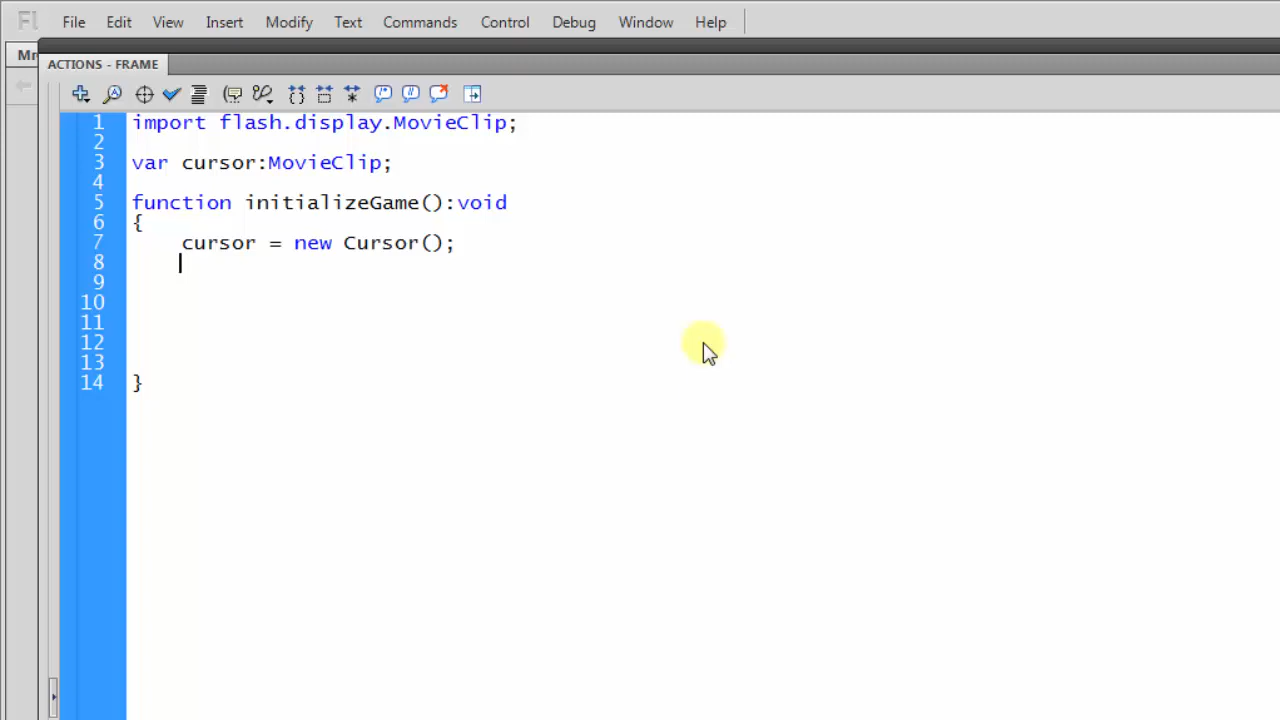 FL File Edit View Insert Modify Text Commands Control Debug Window Help
ACTIONS - FRAME
1 import flash.display.MovieClip;
2
3 var cursor:MovieClip;
4
5 function initializeGame():void
6 {
7 cursor = new Cursor();
8
9
10
11
12
13
14 }